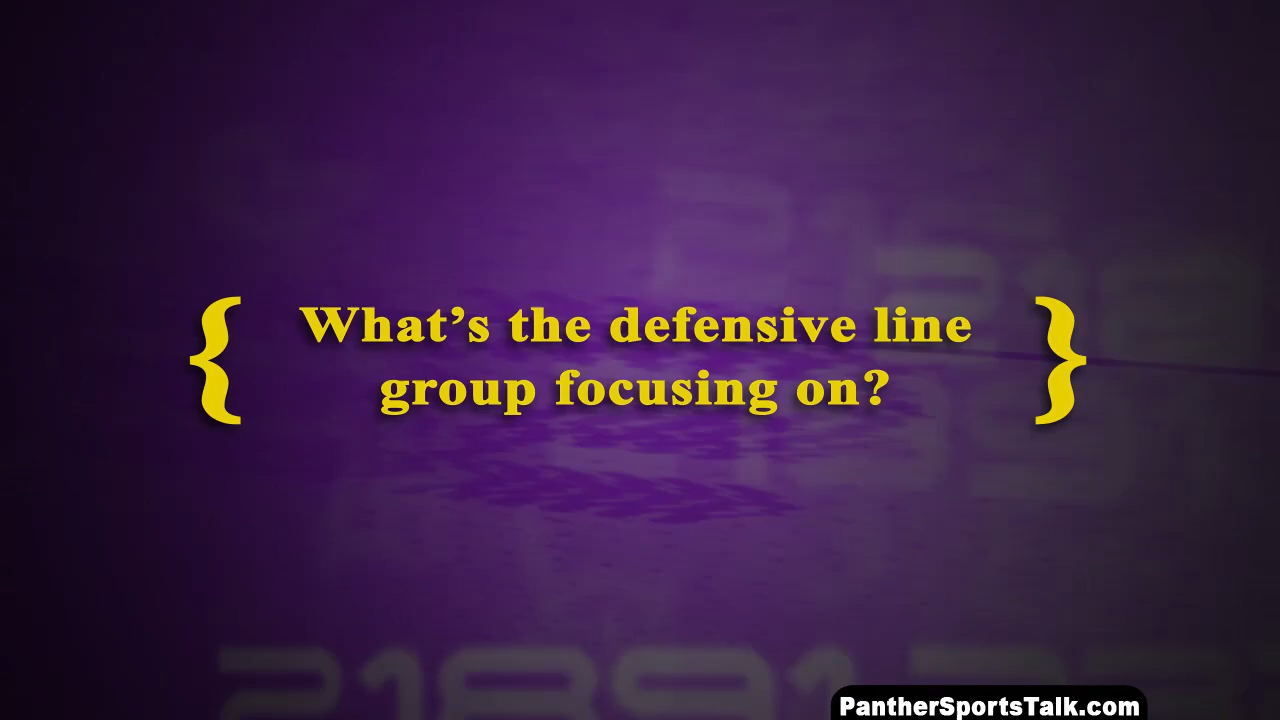 What’s the defensive line
group focusing on?
PantherSportsTalk.com